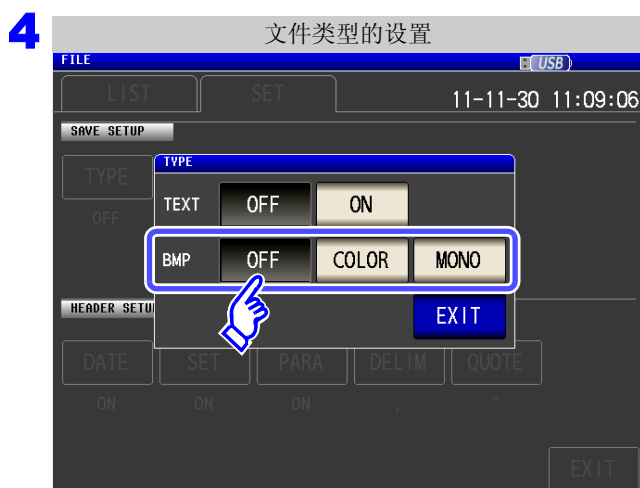 4
文件类型的设置
FILE USB
LIST SET 11-11-30 11:09:06
SAVE SETUP
TYPE
OFF
TYPE
TEXT OFF ON
BMP OFF COLOR MONO
EXIT
HEADER SETU
DATE SET PARA DELIM QUOTE
ON ON ON , "
EXIT